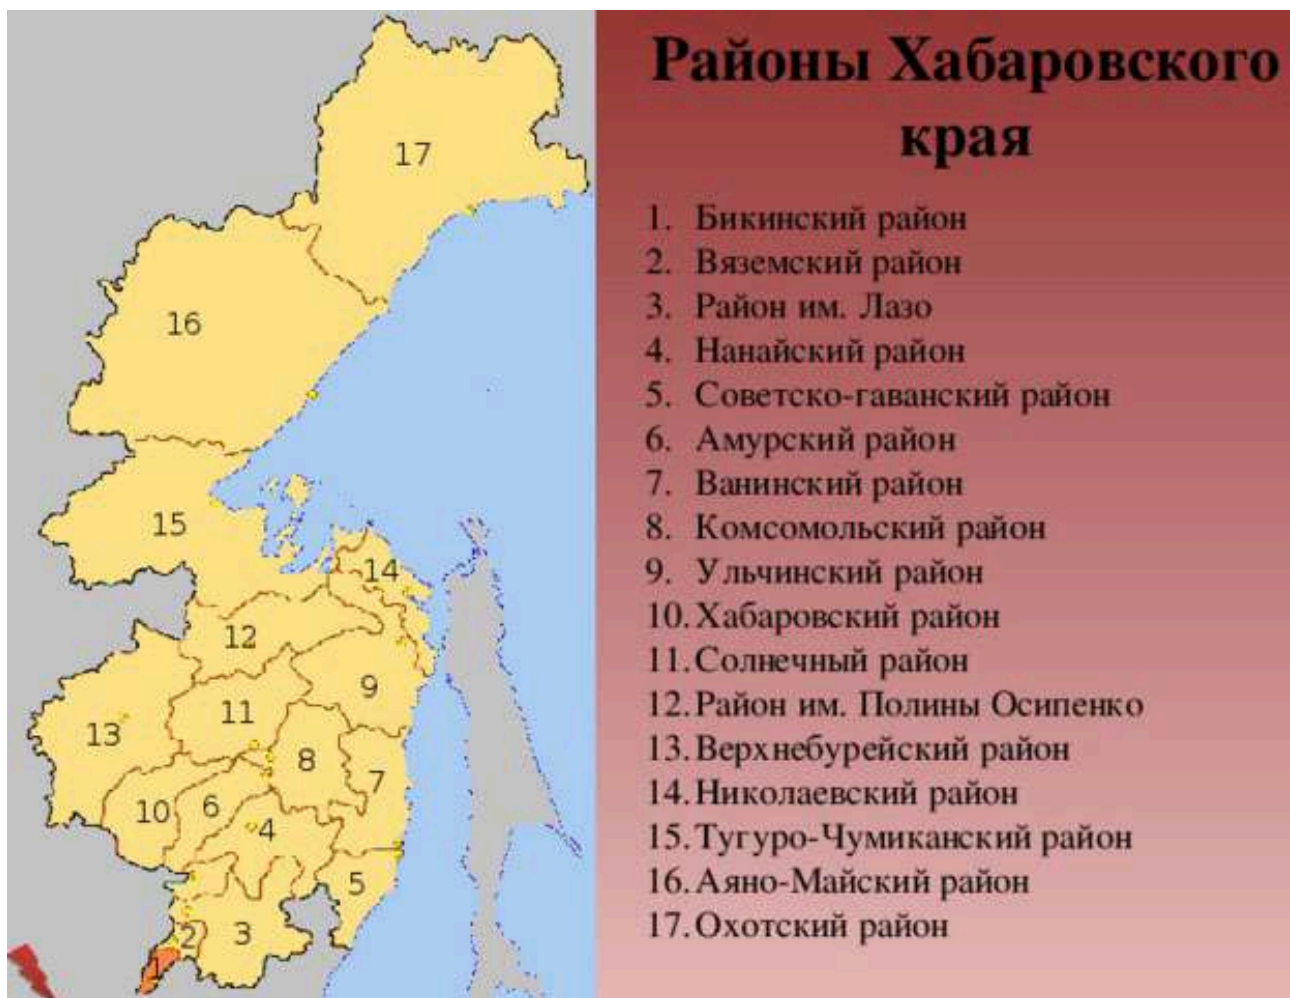 Районы Хабаровского
края
1. Бикинский район
2. Вяземский район
3. Район им. Лазо
4. Нанайский район
5. Советско-гаванский район
6. Амурский район
7. Ванинский район
8. Комсомольский район
9. Ульчинский район
10. Хабаровский район
11. Солнечный район
12. Район им. Полины Осипенко
13. Верхнебурейский район
14. Николаевский район
15. Тугуро-Чумиканский район
16. Аяно-Майский район
17. Охотский район
17
16
15
14
12
9
11
13
8
7
6
10
4
5
3
2
1